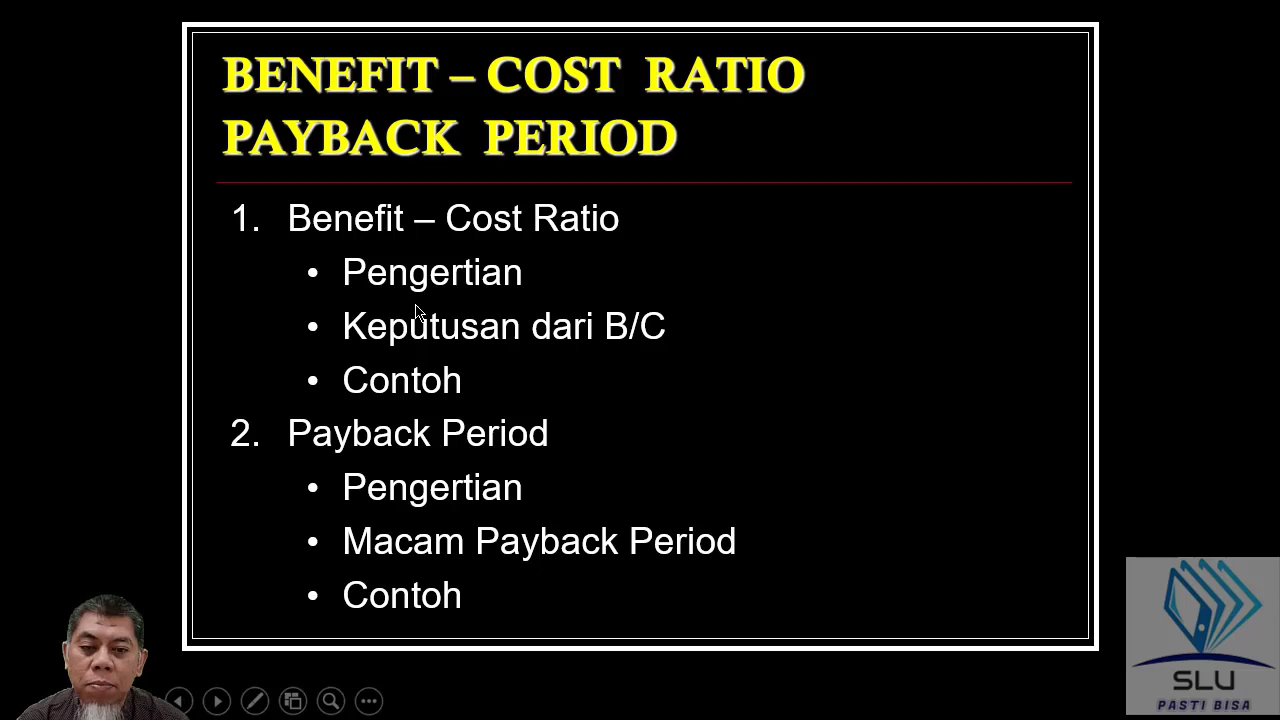 BENEFIT – COST RATIO
PAYBACK PERIOD
1. Benefit – Cost Ratio
• Pengertian
• Keputusan dari B/C
• Contoh
2. Payback Period
• Pengertian
• Macam Payback Period
• Contoh
SLU
PASTI BISA